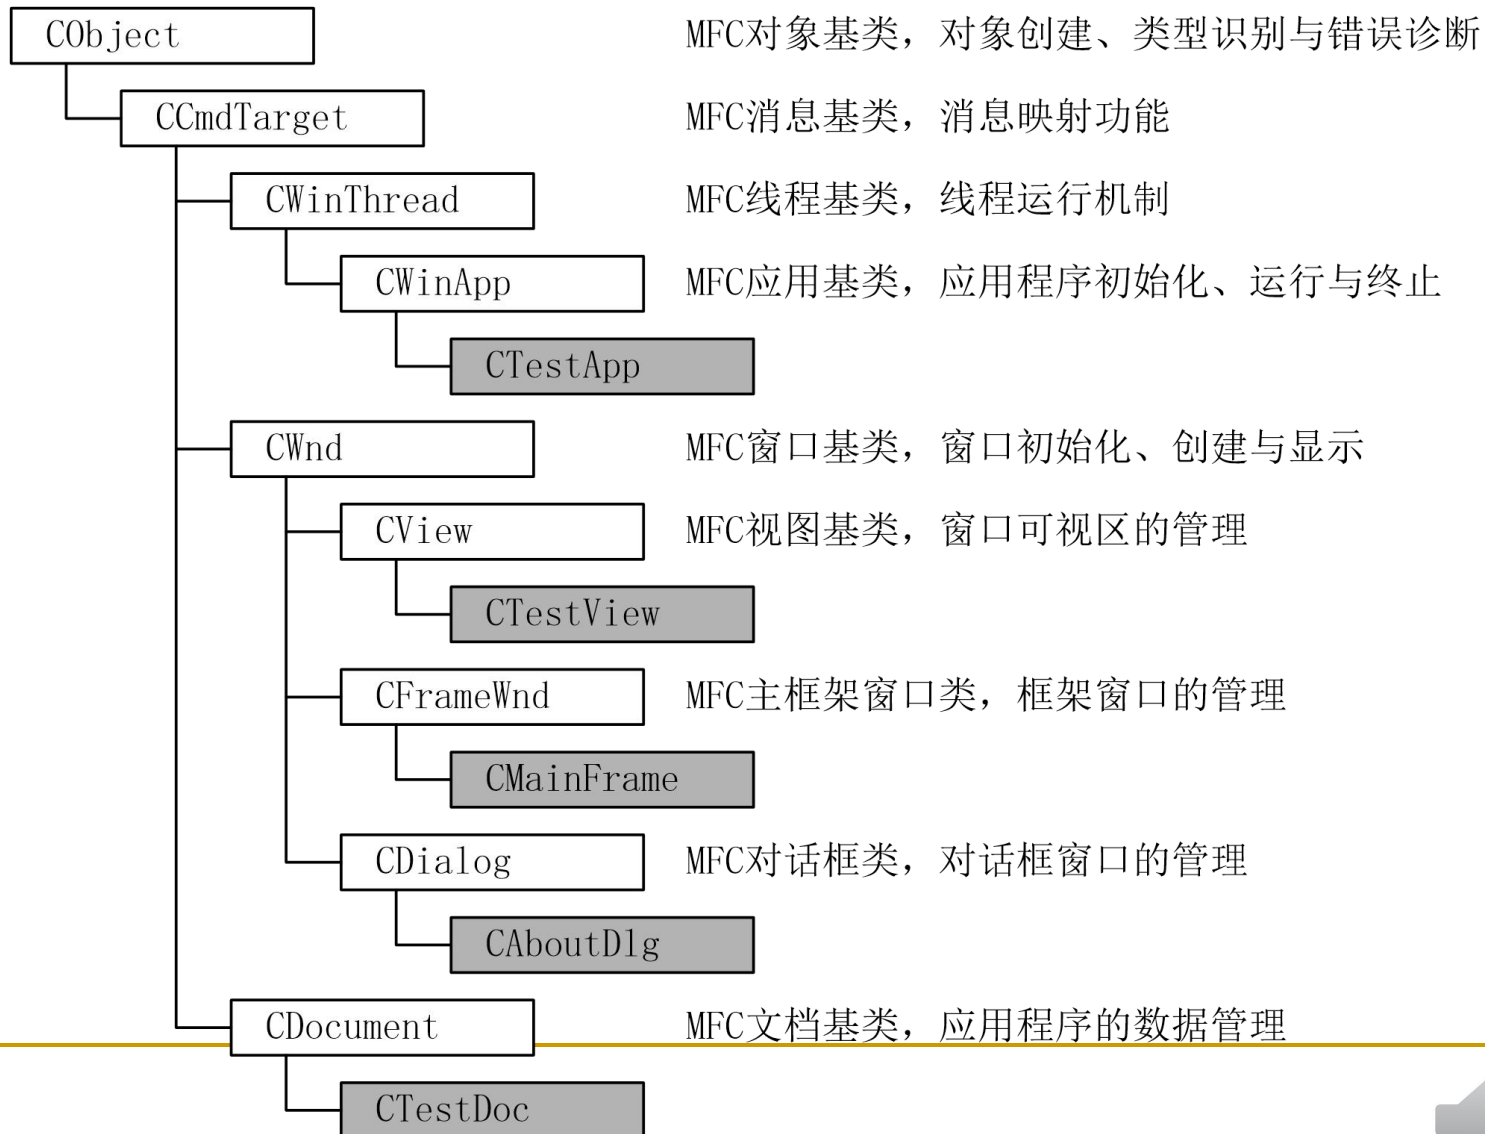 CObject MFC对象基类，对象创建、类型识别与错误诊断
CCmdTarget MFC消息基类，消息映射功能
CWinThread MFC线程基类，线程运行机制
CWinApp MFC应用基类，应用程序初始化、运行与终止
CTestApp
CWnd MFC窗口基类，窗口初始化、创建与显示
CView MFC视图基类，窗口可视区的管理
CTestView
CFrameWnd MFC主框架窗口类，框架窗口的管理
CMainFrame
CDialog MFC对话框类，对话框窗口的管理
CAboutDlg
CDocument MFC文档基类，应用程序的数据管理
CTestDoc